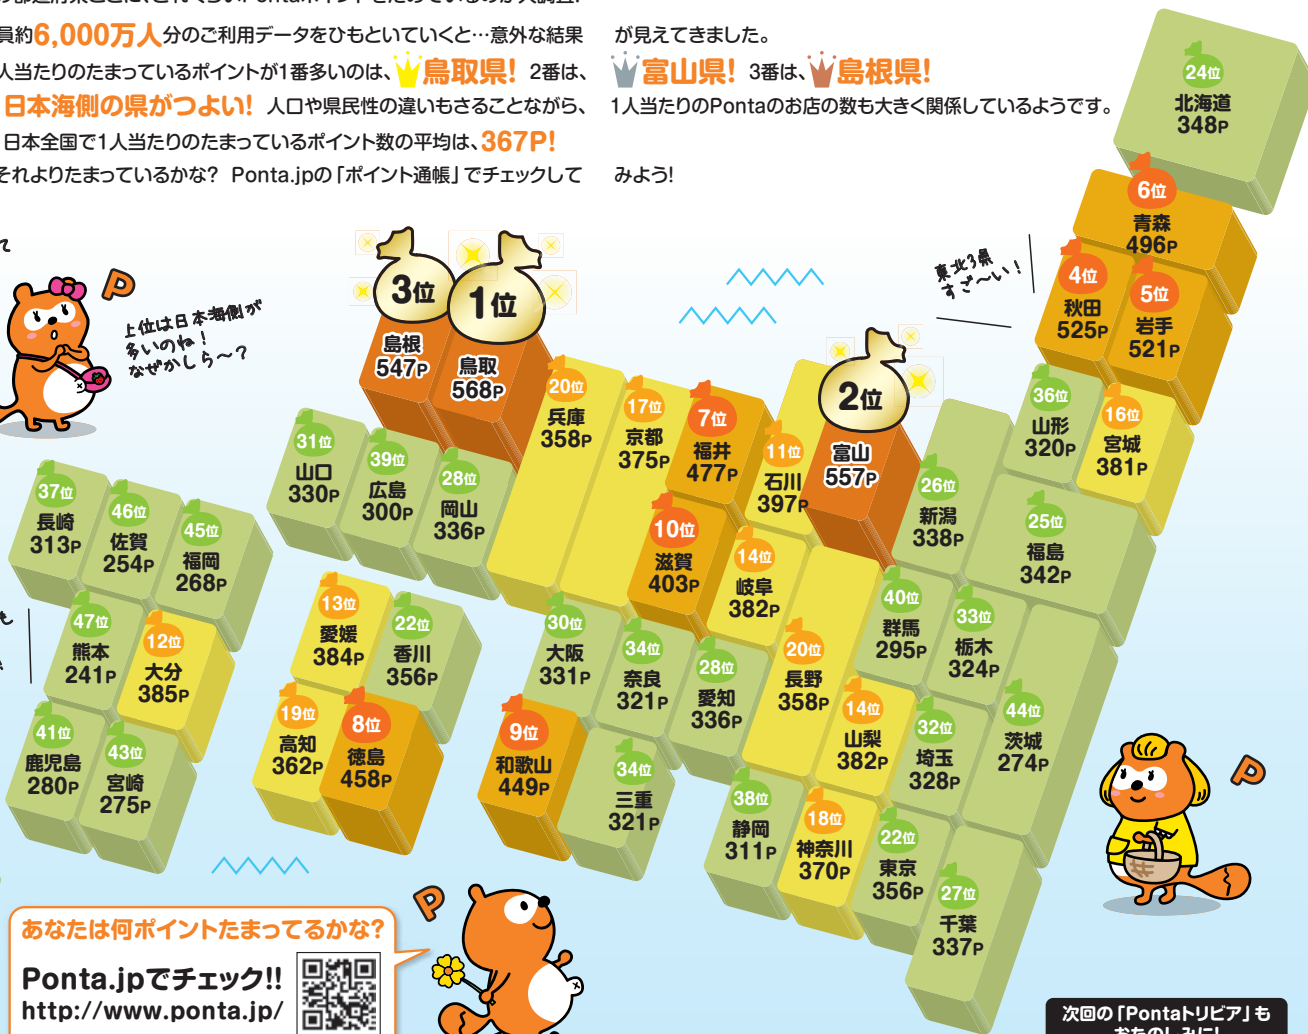 員約6,000万人分のご利用データをひもといていくと…意外な結果が見えてきました。
人当たりのたまっているポイントが1番多いのは、鳥取県! 2番は、富山県! 3番は、島根県!
日本海側の県がつよい! 人口や県民性の違いもさることながら、1人当たりのPontaのお店の数も大きく関係しているようです。
日本全国で1人当たりのたまっているポイント数の平均は、367P!
それよりたまっているかな? Ponta.jpの「ポイント通帳」でチェックしてみよう!
上位は日本海側が
多いのね!
なぜかしら〜?
東北3県
すご〜い!
24位
北海道
348P
6位
青森
496P
4位
秋田
525P
5位
岩手
521P
36位
山形
320P
16位
宮城
381P
25位
福島
342P
26位
新潟
338P
2位
富山
557P
11位
石川
397P
7位
福井
477P
17位
京都
375P
20位
兵庫
358P
1位
鳥取
568P
3位
島根
547P
31位
山口
330P
39位
広島
300P
28位
岡山
336P
10位
滋賀
403P
14位
岐阜
382P
20位
長野
358P
40位
群馬
295P
33位
栃木
324P
44位
茨城
274P
14位
山梨
382P
32位
埼玉
328P
30位
大阪
331P
34位
奈良
321P
28位
愛知
336P
9位
和歌山
449P
34位
三重
321P
38位
静岡
311P
18位
神奈川
370P
22位
東京
356P
27位
千葉
337P
13位
愛媛
384P
22位
香川
356P
19位
高知
362P
8位
徳島
458P
37位
長崎
313P
46位
佐賀
254P
45位
福岡
268P
47位
熊本
241P
12位
大分
385P
41位
鹿児島
280P
43位
宮崎
275P
あなたは何ポイントたまってるかな?
Ponta.jpでチェック!!
http://www.ponta.jp/
次回の「Pontaトリビア」も
おたのしみに!